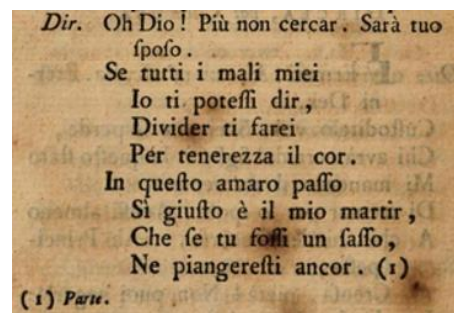 Dir. Oh Dio! Più non cercar. Sarà tuo
ſpoſo.
Se tutti i mali miei
Io ti poteſſi dir,
Divider ti farei
Per tenerezza il cor.
In queſto amaro paſſo
Sì giuſto è il mio martir,
Che ſe tu foſſi un ſaſſo,
Ne piangereſti ancor. (1)
(1) Parte.